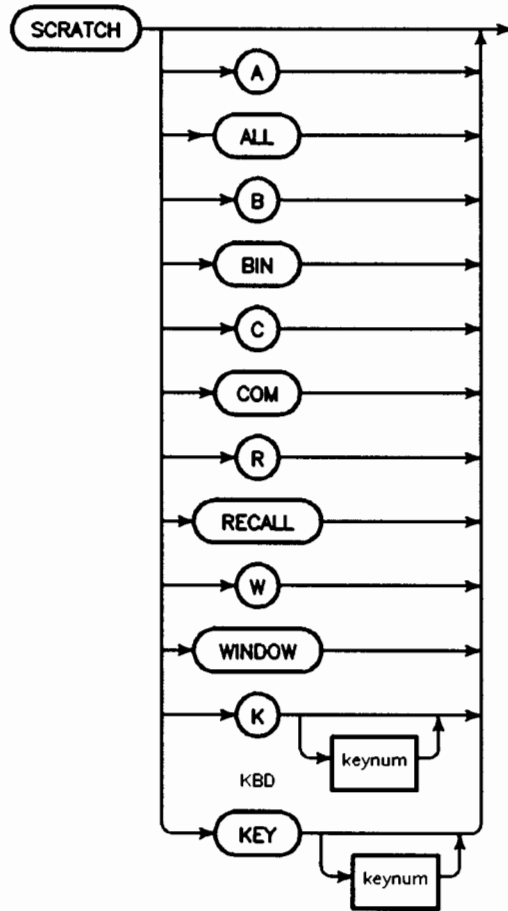 SCRATCH
A
ALL
B
BIN
C
COM
R
RECALL
W
WINDOW
K
keynum
KBD
KEY
keynum